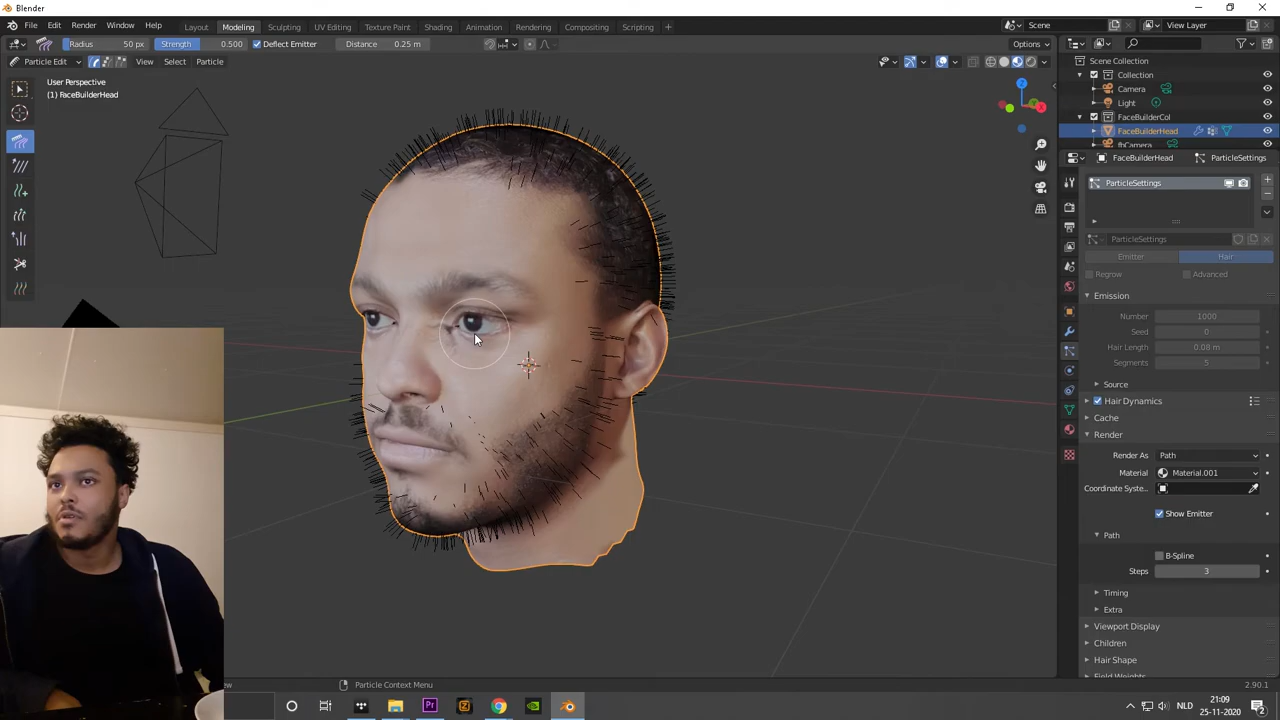 Blender
File Edit Render Window Help
Layout Modeling Sculpting UV Editing Texture Paint Shading Animation Rendering Compositing Scripting +
Scene View Layer
Radius 50 px Strength 0.500 Deflect Emitter Distance 0.25 m
Options
Particle Edit View Select Particle
User Perspective
(1) FaceBuilderHead
Z
Scene Collection
Collection
Camera
Light
FaceBuilderCol
FaceBuilderHead
fbCamera
FaceBuilderHead ParticleSettings
ParticleSettings
ParticleSettings
Emitter Hair
Regrow Advanced
Emission
Number 1000
Seed 0
Hair Length 0.08 m
Segments 5
Source
Hair Dynamics
Cache
Render
Render As Path
Material Material.001
Coordinate Syste..
Show Emitter
Path
B-Spline
Steps 3
Timing
Extra
Viewport Display
Children
Hair Shape
Field Weights
Particle Context Menu
2.90.1
Pr
NLD
21:09
25-11-2020